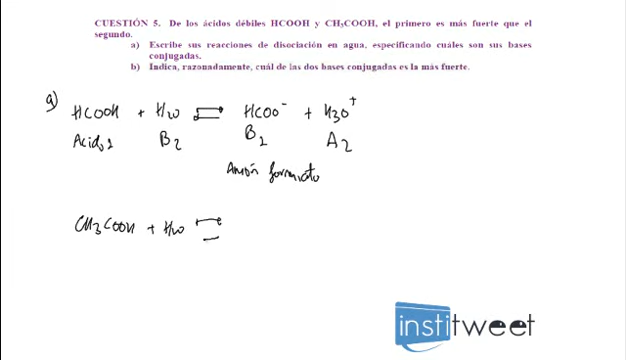 CUESTIÓN 5. De los ácidos débiles HCOOH y CH₃COOH, el primero es más fuerte que el
segundo.
a) Escribe sus reacciones de disociación en agua, especificando cuáles son sus bases
conjugadas.
b) Indica, razonadamente, cuál de las dos bases conjugadas es la más fuerte.
a) HCOOH + H₂O ⇌ HCOO⁻ + H₃O⁺
Acido 1 B₂ B₁ A₂
Anión formiato
CH₃COOH + H₂O ⇌
institweet